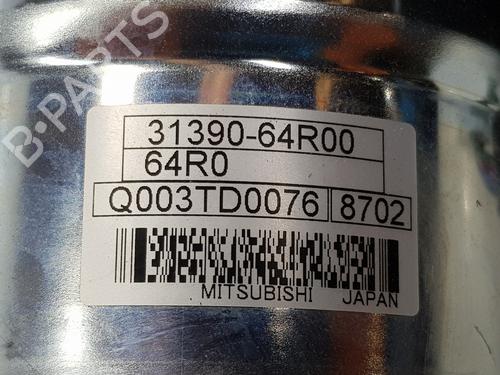 B-PARTS
31390-64R00
64R0
Q003TD0076 8702
MITSUBISHI JAPAN